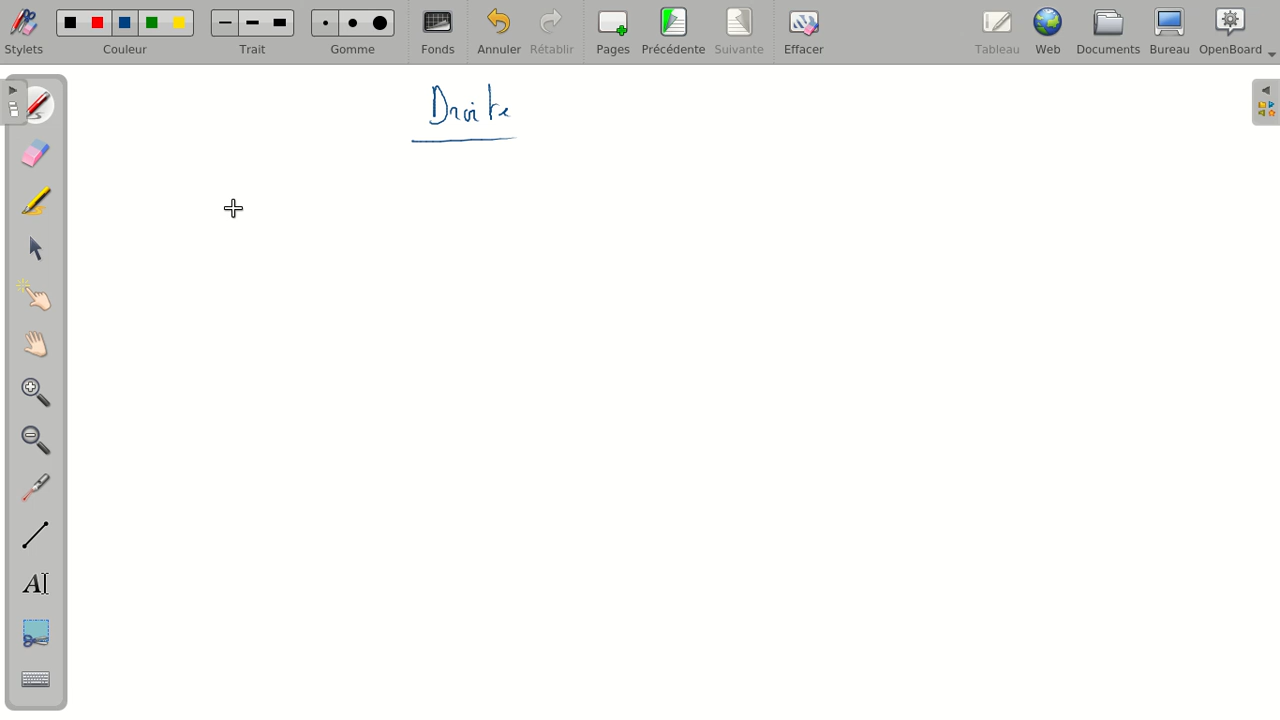 Stylets Couleur Trait Gomme Fonds Annuler Rétablir Pages Précédente Suivante Effacer Tableau Web Documents Bureau OpenBoard
Droite